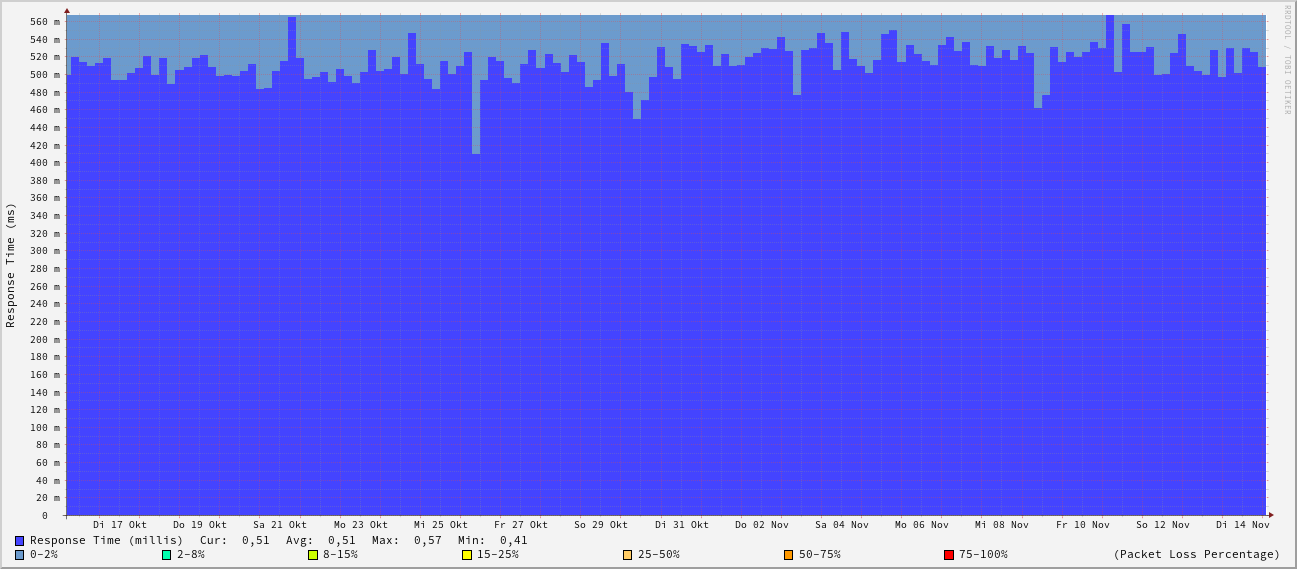 RRDTOOL / TOBI OETIKER
Response Time (ms)
560 m
540 m
520 m
500 m
480 m
460 m
440 m
420 m
400 m
380 m
360 m
340 m
320 m
300 m
280 m
260 m
240 m
220 m
200 m
180 m
160 m
140 m
120 m
100 m
80 m
60 m
40 m
20 m
0
Di 17 Okt Do 19 Okt Sa 21 Okt Mo 23 Okt Mi 25 Okt Fr 27 Okt So 29 Okt Di 31 Okt Do 02 Nov Sa 04 Nov Mo 06 Nov Mi 08 Nov Fr 10 Nov So 12 Nov Di 14 Nov
Response Time (millis) Cur: 0,51 Avg: 0,51 Max: 0,57 Min: 0,41
0-2% 2-8% 8-15% 15-25% 25-50% 50-75% 75-100% (Packet Loss Percentage)